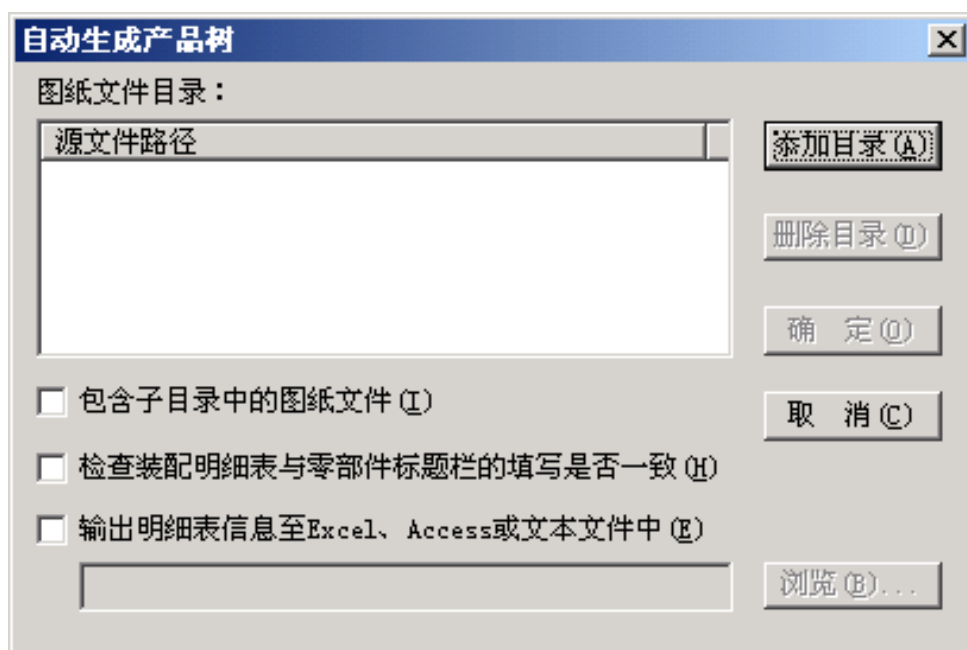 自动生成产品树
图纸文件目录：
源文件路径
添加目录(A)
删除目录(D)
确 定(O)
包含子目录中的图纸文件(I)
取 消(C)
检查装配明细表与零部件标题栏的填写是否一致(H)
输出明细表信息至Excel、Access或文本文件中(E)
浏览(B)...